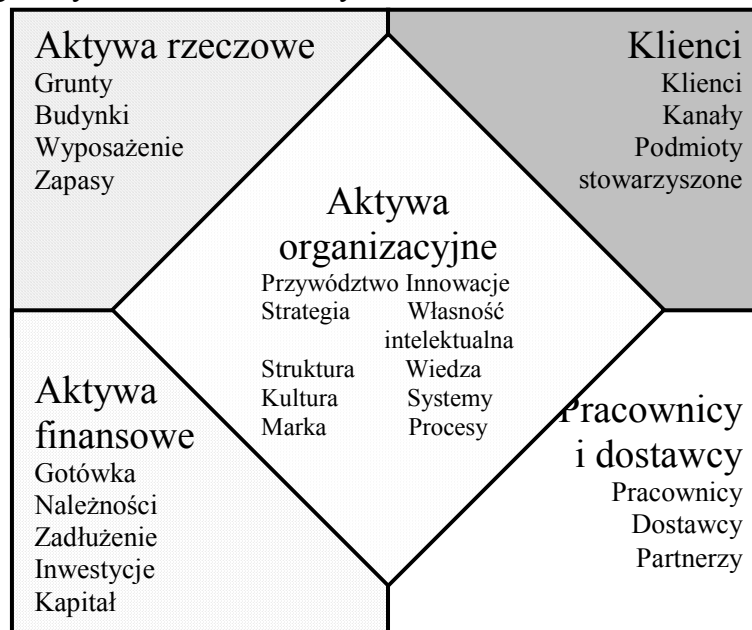 Aktywa rzeczowe
Grunty
Budynki
Wyposażenie
Zapasy
Klienci
Klienci
Kanały
Podmioty
stowarzyszone
Aktywa
organizacyjne
Przywództwo Innowacje
Strategia Własność
intelektualna
Struktura Wiedza
Kultura Systemy
Marka Procesy
Aktywa
finansowe
Gotówka
Należności
Zadłużenie
Inwestycje
Kapitał
Pracownicy
i dostawcy
Pracownicy
Dostawcy
Partnerzy